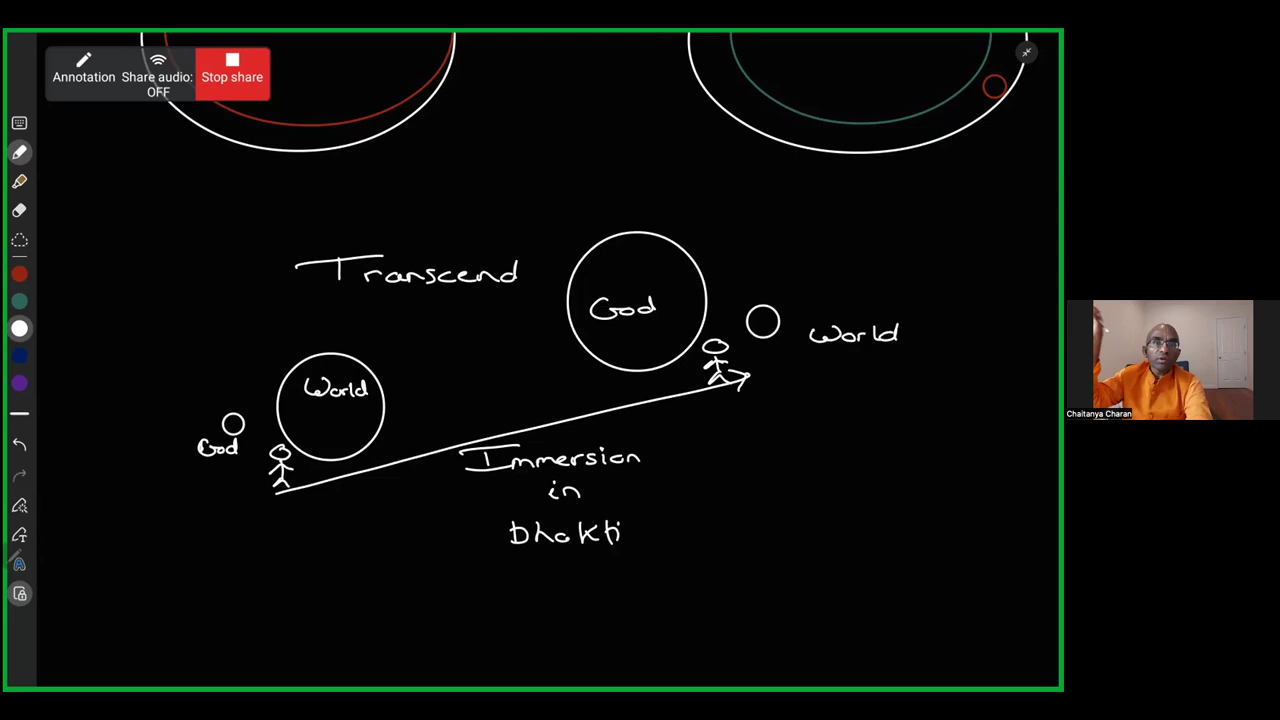 Annotation
Share audio:
OFF
Stop share
Transcend
God
World
World
God
Immersion
in
Bhakti
Chaitanya Charan